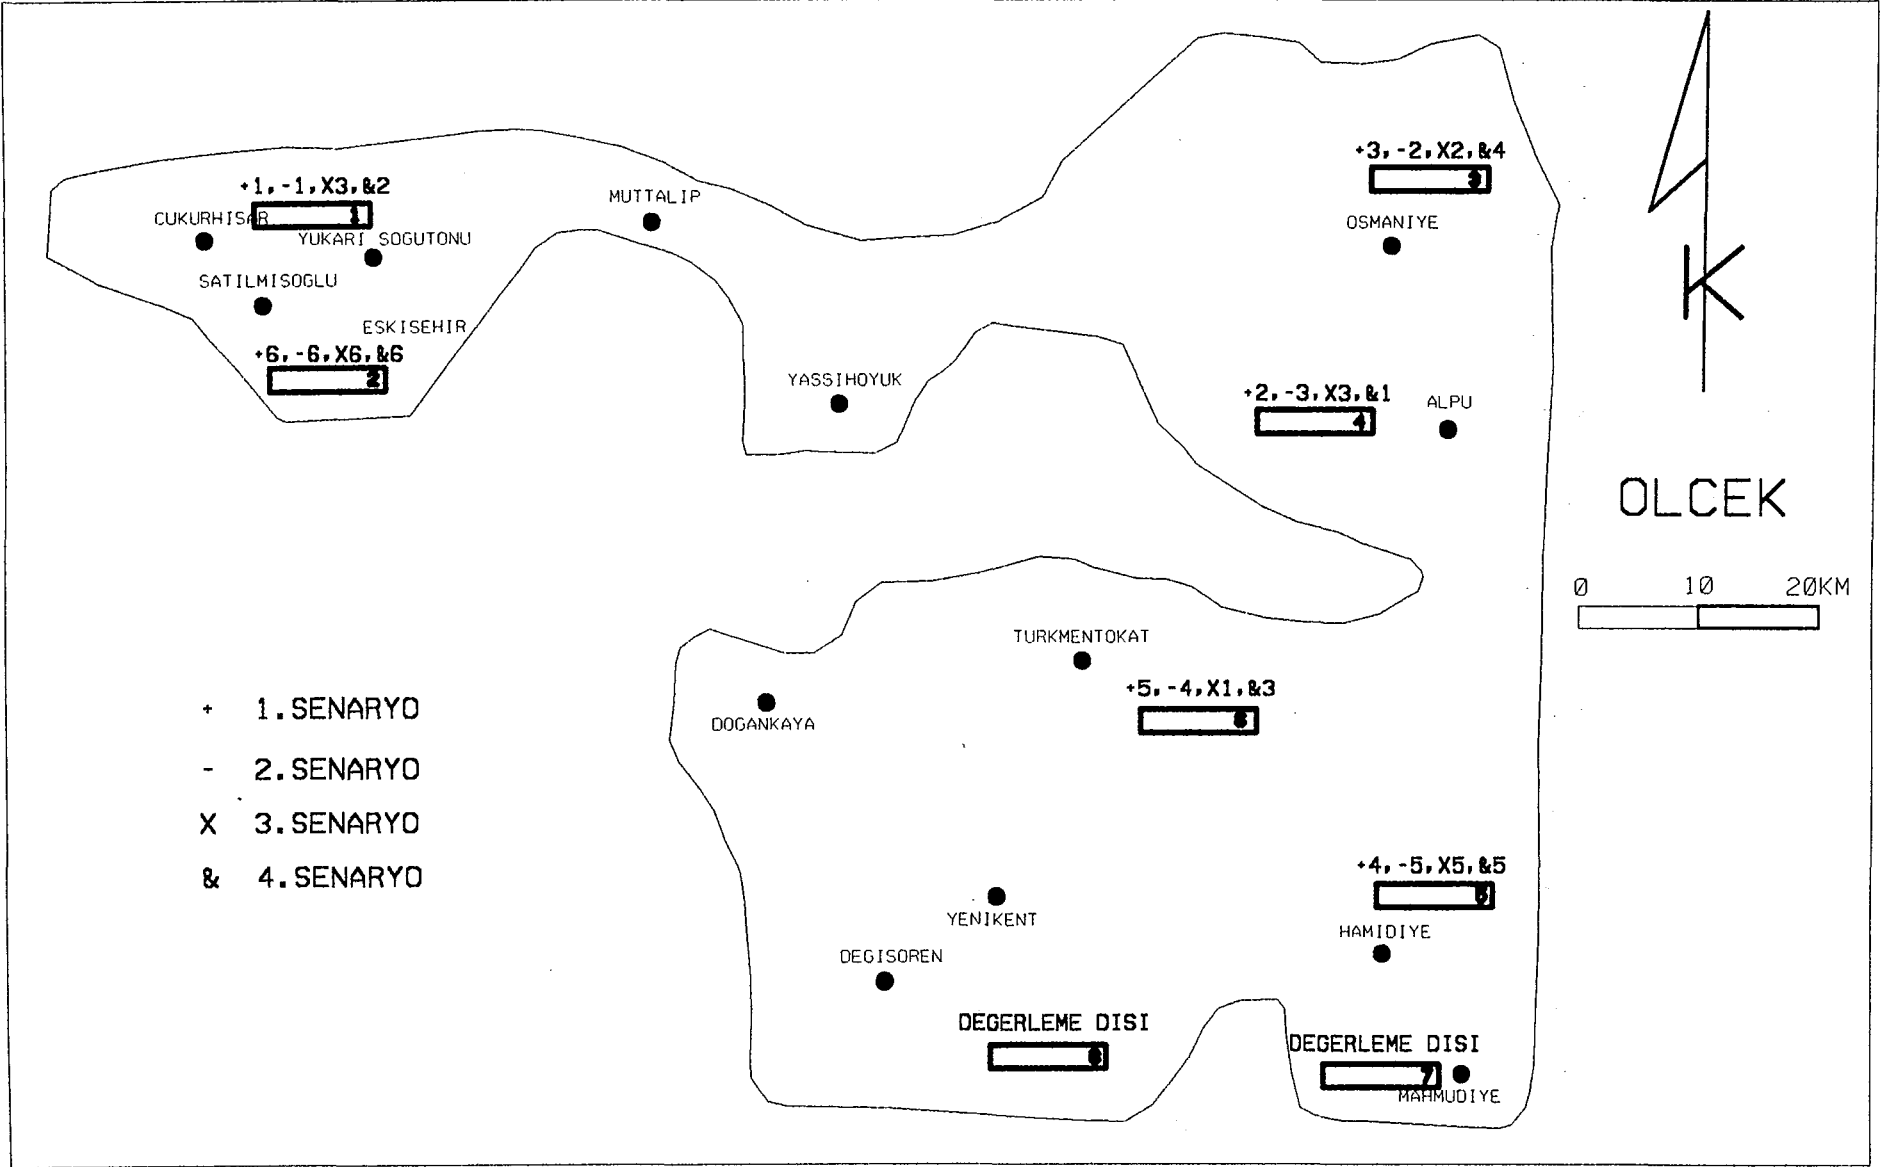 +3,-2,X2,&4
3
+1,-1,X3,&2
1
MUTTALIP
CUKURHISAR
OSMANIYE
YUKARI SOGUTONU
K
SATILMISOGLU
ESKISEHIR
+6,-6,X6,&6
2
YASSIHOYUK
+2,-3,X3,&1
4
ALPU
OLCEK
0 10 20KM
TURKMENTOKAT
+5,-4,X1,&3
DOGANKAYA
+ 1.SENARYO
- 2.SENARYO
X 3.SENARYO
& 4.SENARYO
+4,-5,X5,&5
5
YENIKENT
HAMIDIYE
DEGISOREN
DEGERLEME DISI
DEGERLEME DISI
7
MAHMUDIYE